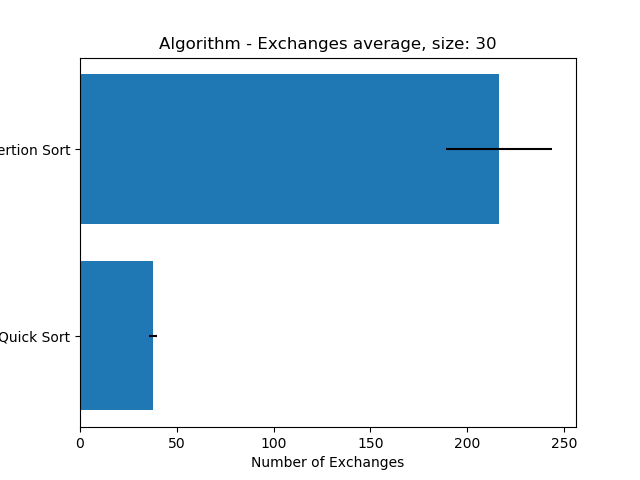 Algorithm - Exchanges average, size: 30
ertion Sort
Quick Sort
0 50 100 150 200 250
Number of Exchanges